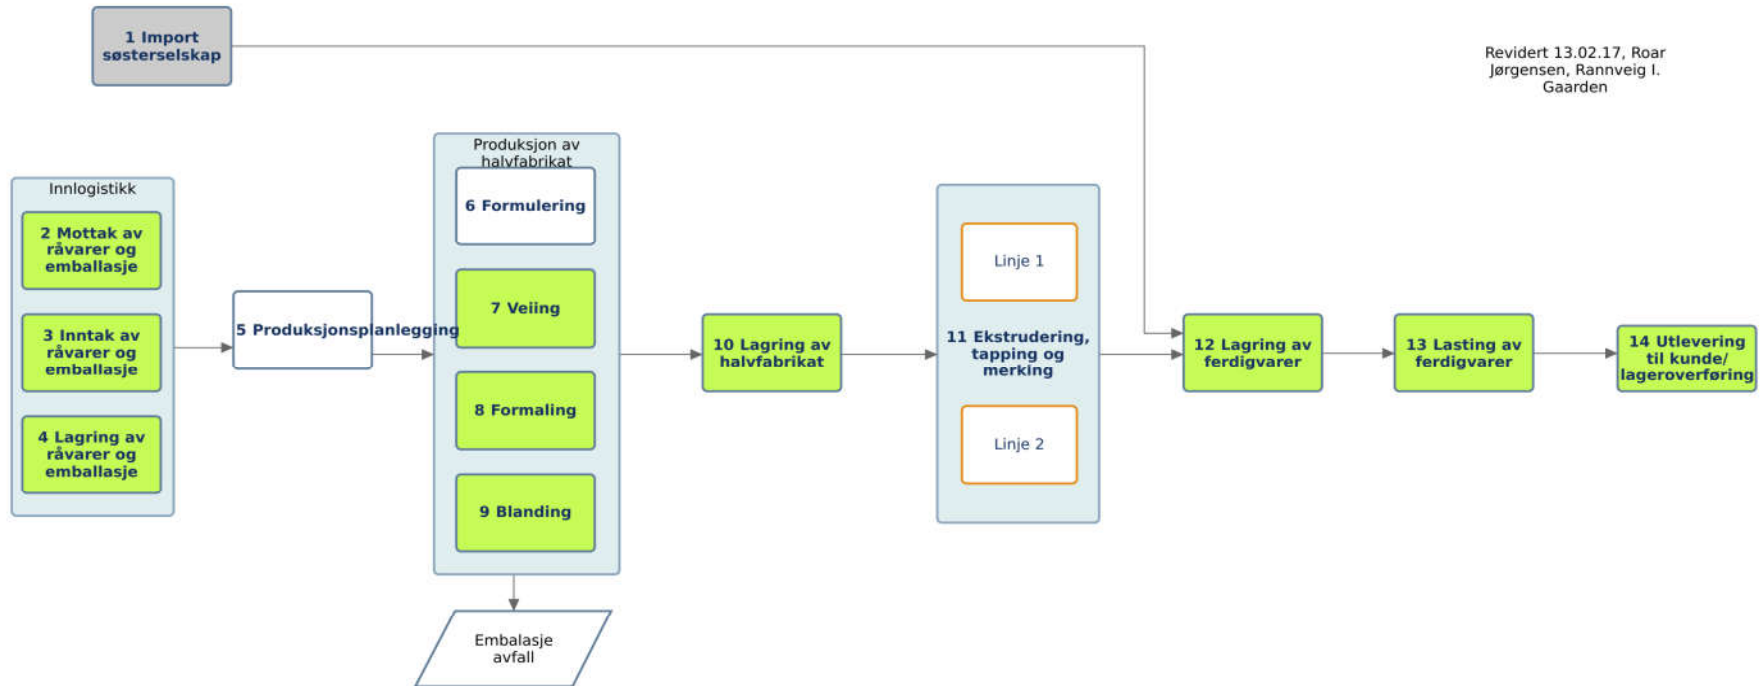 1 Import
søsterselskap
Revidert 13.02.17, Roar
Jørgensen, Rannveig I.
Gaarden
Innlogistikk
2 Mottak av
råvarer og
emballasje
3 Inntak av
råvarer og
emballasje
4 Lagring av
råvarer og
emballasje
5 Produksjonsplanlegging
Produksjon av
halvfabrikat
6 Formulering
7 Veiing
8 Formaling
9 Blanding
Embalasje
avfall
10 Lagring av
halvfabrikat
Linje 1
11 Ekstrudering,
tapping og
merking
Linje 2
12 Lagring av
ferdigvarer
13 Lasting av
ferdigvarer
14 Utlevering
til kunde/
lageroverføring